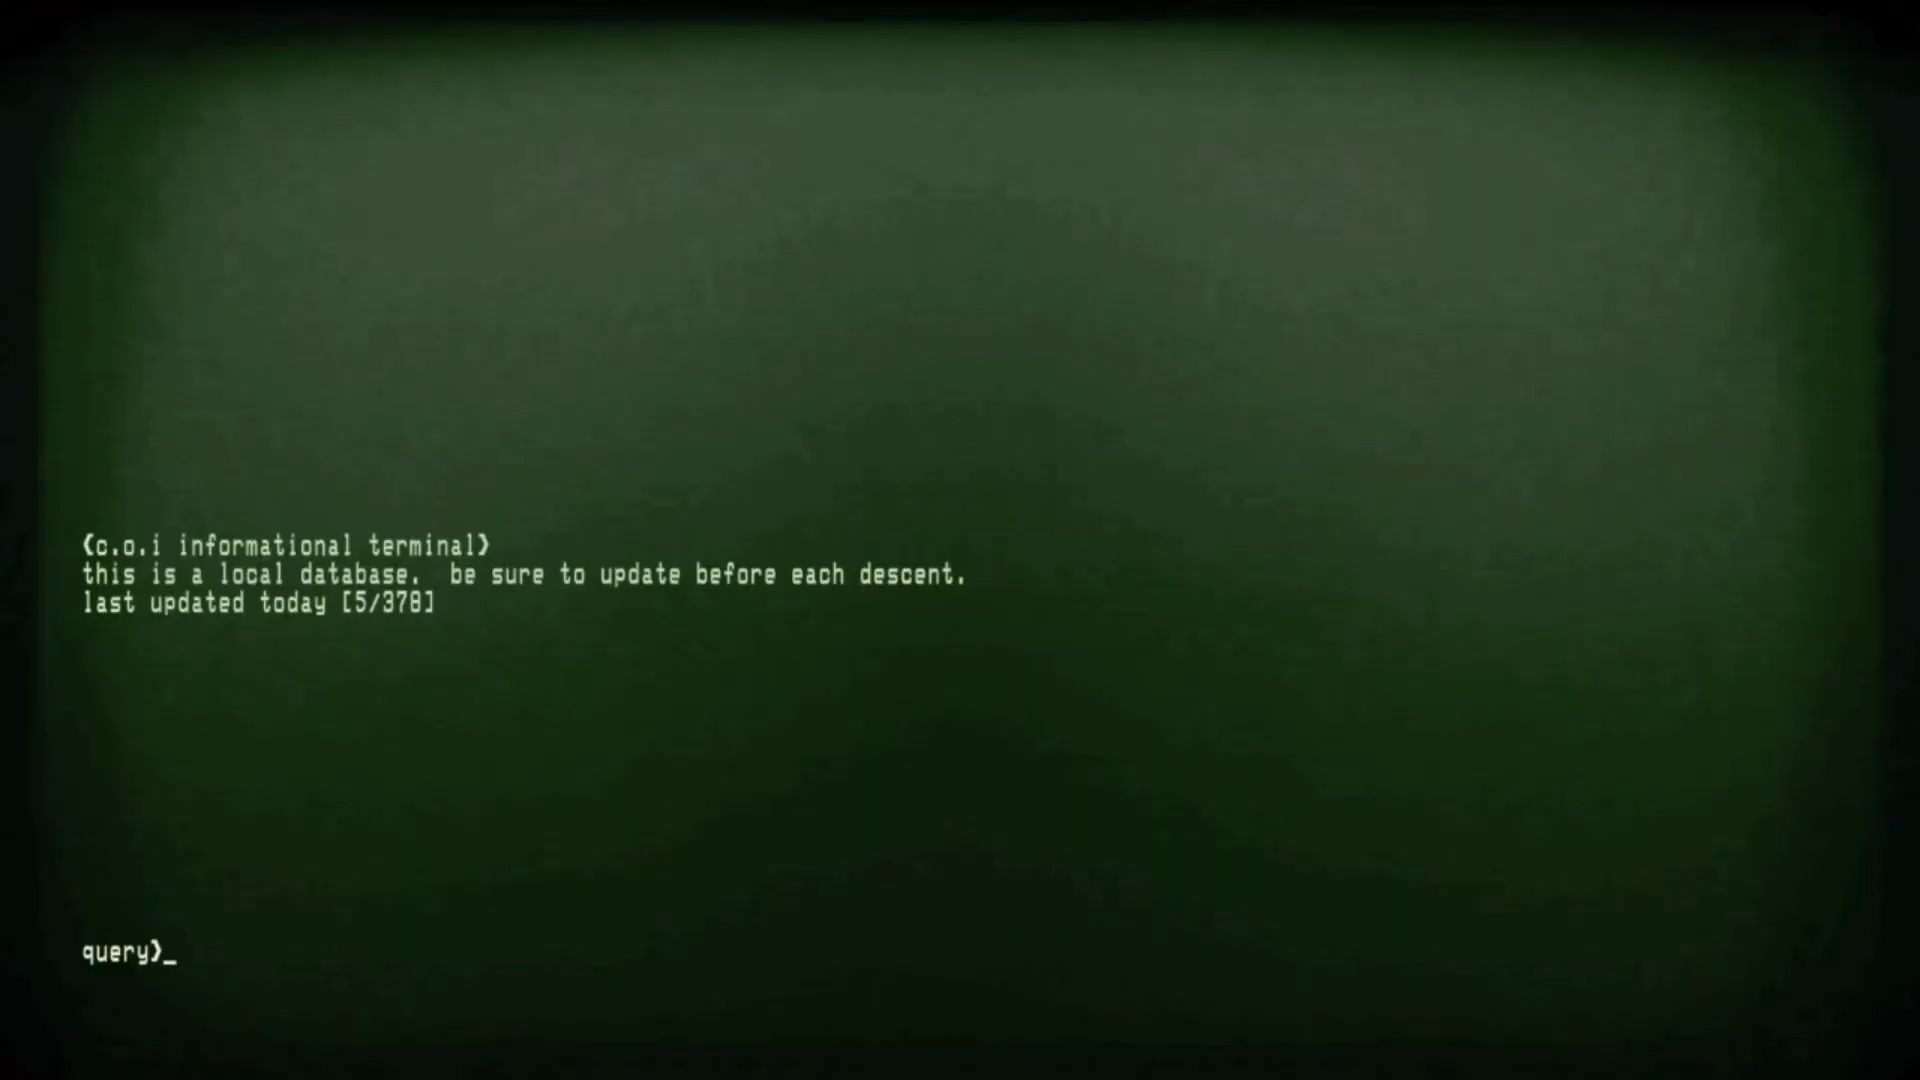 {c.o.i informational terminal}
this is a local database.  be sure to update before each descent.
last updated today [5/378]
query}_